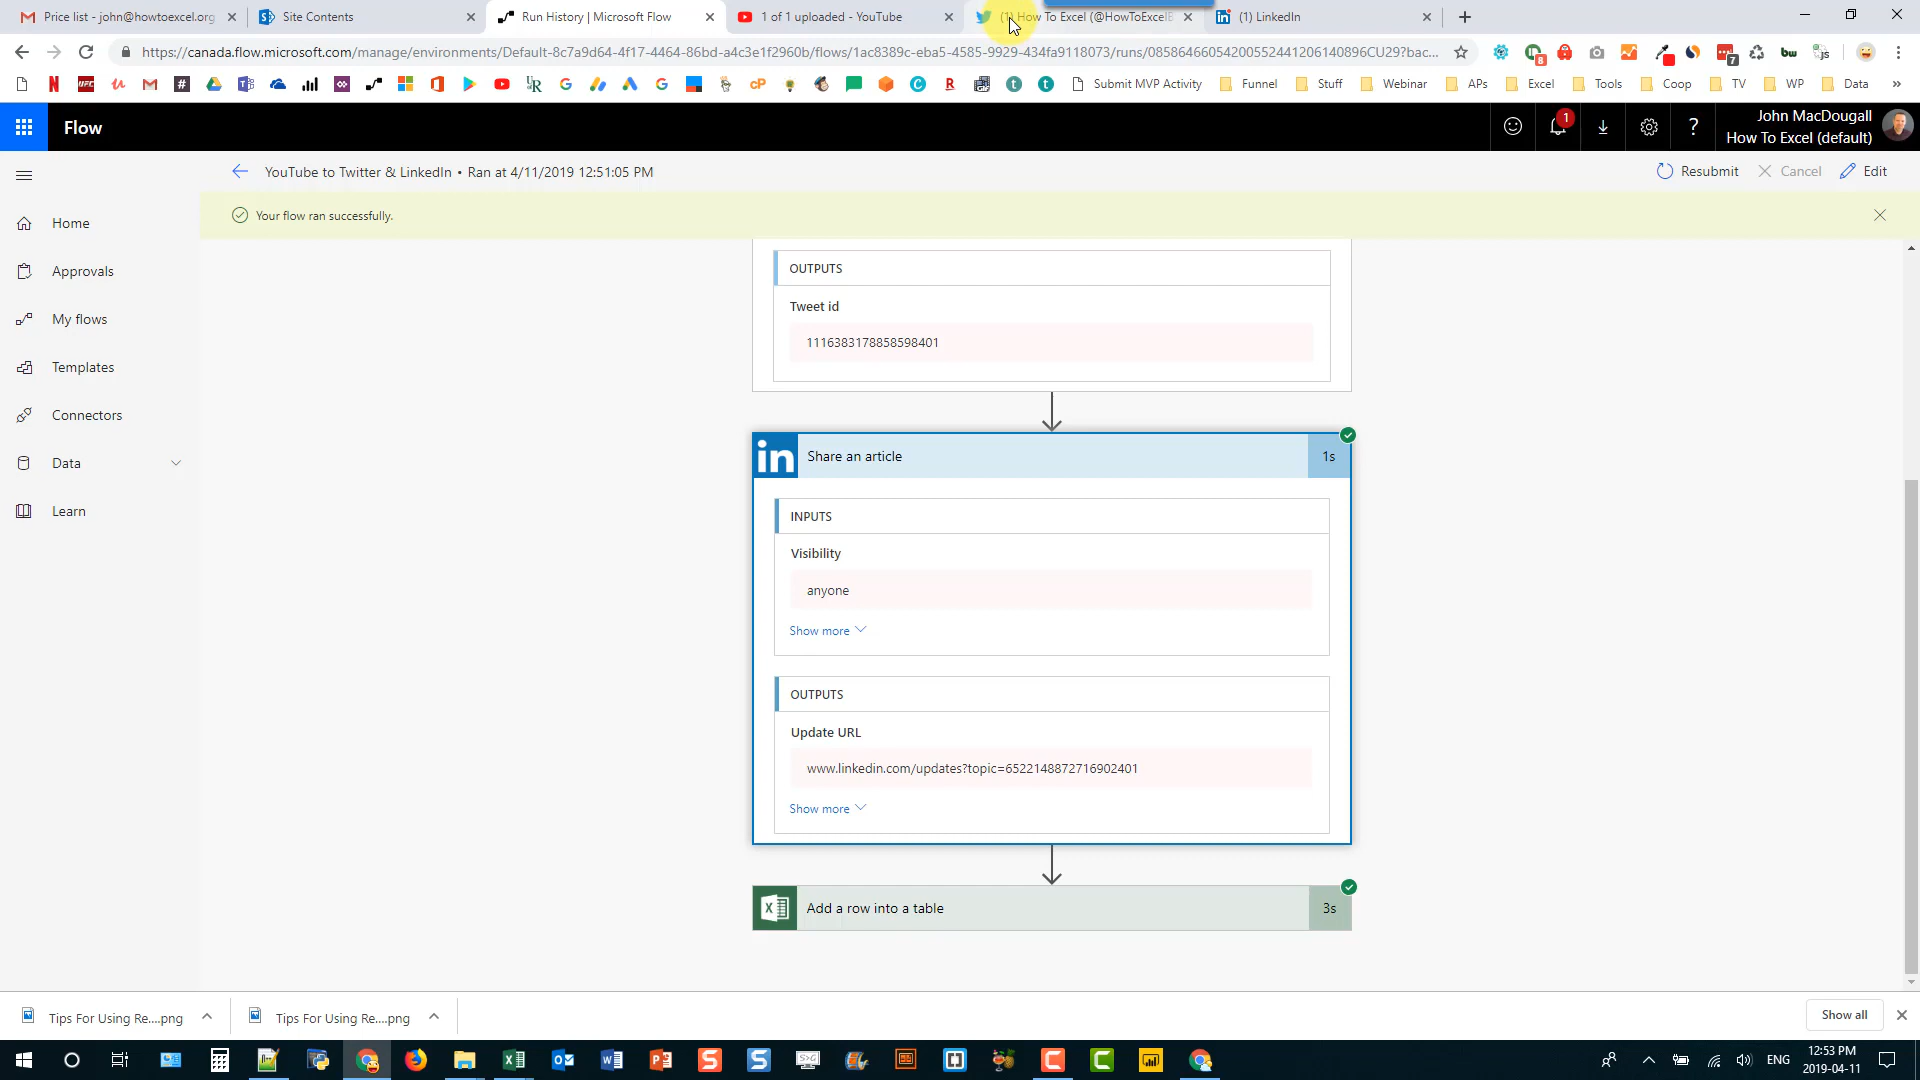 Price list - john@howtoexcel.org
Site Contents
Run History | Microsoft Flow
1 of 1 uploaded - YouTube
(1) How To Excel (@HowToExcelB
(1) LinkedIn
https://canada.flow.microsoft.com/manage/environments/Default-8c7a9d64-4f17-4464-86bd-a4c3e1f2960b/flows/1ac8389c-eba5-4585-9929-434fa9118073/runs/08586466054200552441206140896CU29?bac...
8
7
Submit MVP Activity
Funnel
Stuff
Webinar
APs
Excel
Tools
Coop
TV
WP
Data
»
Flow
1
?
John MacDougall
How To Excel (default)
YouTube to Twitter & LinkedIn • Ran at 4/11/2019 12:51:05 PM
Resubmit
Cancel
Edit
Your flow ran successfully.
Home
Approvals
My flows
Templates
Connectors
Data
Learn
OUTPUTS
Tweet id
1116383178858598401
in
Share an article
1s
INPUTS
Visibility
anyone
Show more
OUTPUTS
Update URL
www.linkedin.com/updates?topic=6522148872716902401
Show more
Add a row into a table
3s
Tips For Using Re....png
Tips For Using Re....png
Show all
ENG
12:53 PM
2019-04-11